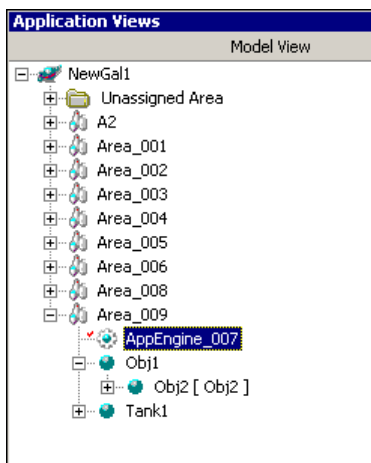 Application Views
Model View
NewGal1
Unassigned Area
A2
Area_001
Area_002
Area_003
Area_004
Area_005
Area_006
Area_008
Area_009
AppEngine_007
Obj1
Obj2 [ Obj2 ]
Tank1